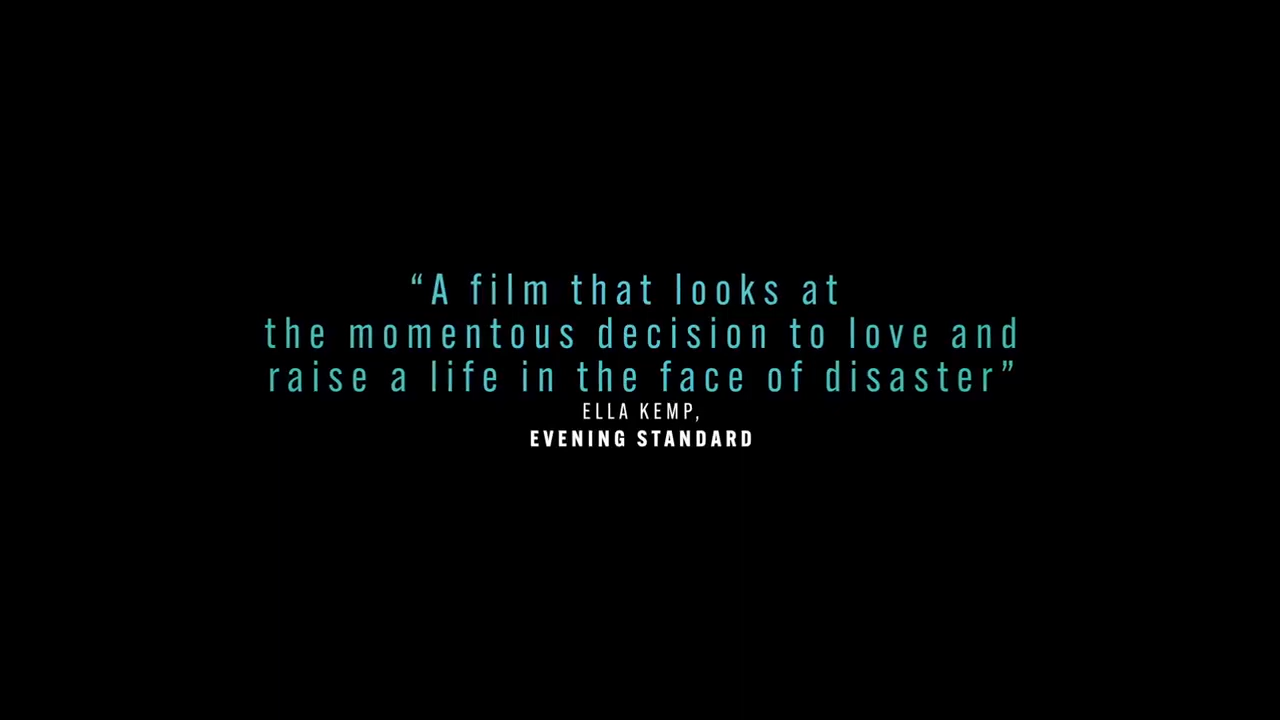 “A film that looks at
the momentous decision to love and
raise a life in the face of disaster”
ELLA KEMP,
EVENING STANDARD